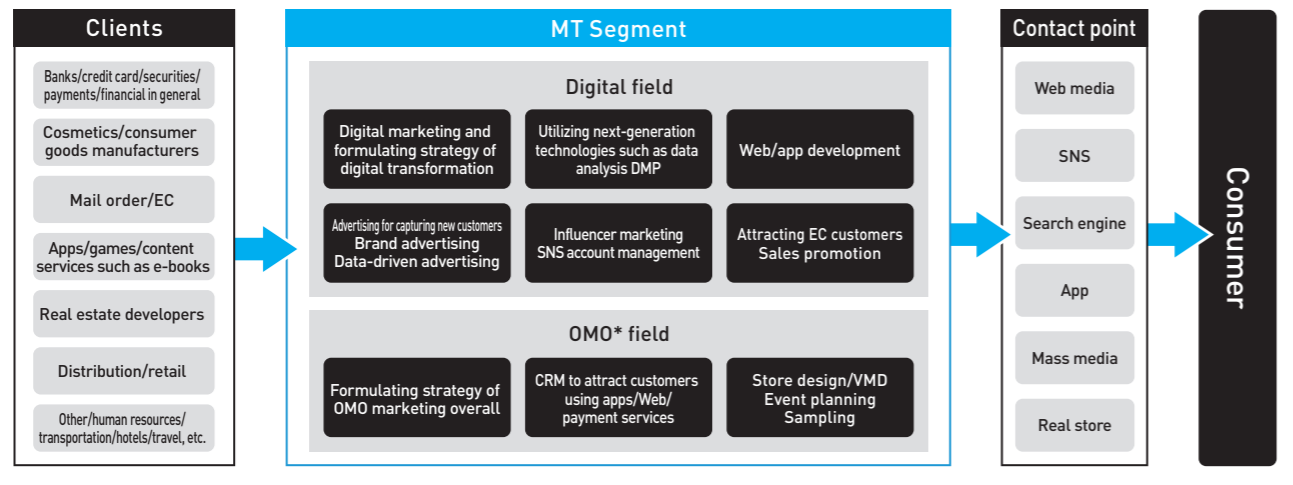 Clients
Banks/credit card/securities/
payments/financial in general
Cosmetics/consumer
goods manufacturers
Mail order/EC
Apps/games/content
services such as e-books
Real estate developers
Distribution/retail
Other/human resources/
transportation/hotels/travel, etc.
MT Segment
Digital field
Digital marketing and
formulating strategy of
digital transformation
Utilizing next-generation
technologies such as data
analysis DMP
Web/app development
Advertising for capturing new customers
Brand advertising
Data-driven advertising
Influencer marketing
SNS account management
Attracting EC customers
Sales promotion
OMO* field
Formulating strategy of
OMO marketing overall
CRM to attract customers
using apps/Web/
payment services
Store design/VMD
Event planning
Sampling
Contact point
Web media
SNS
Search engine
App
Mass media
Real store
Consumer